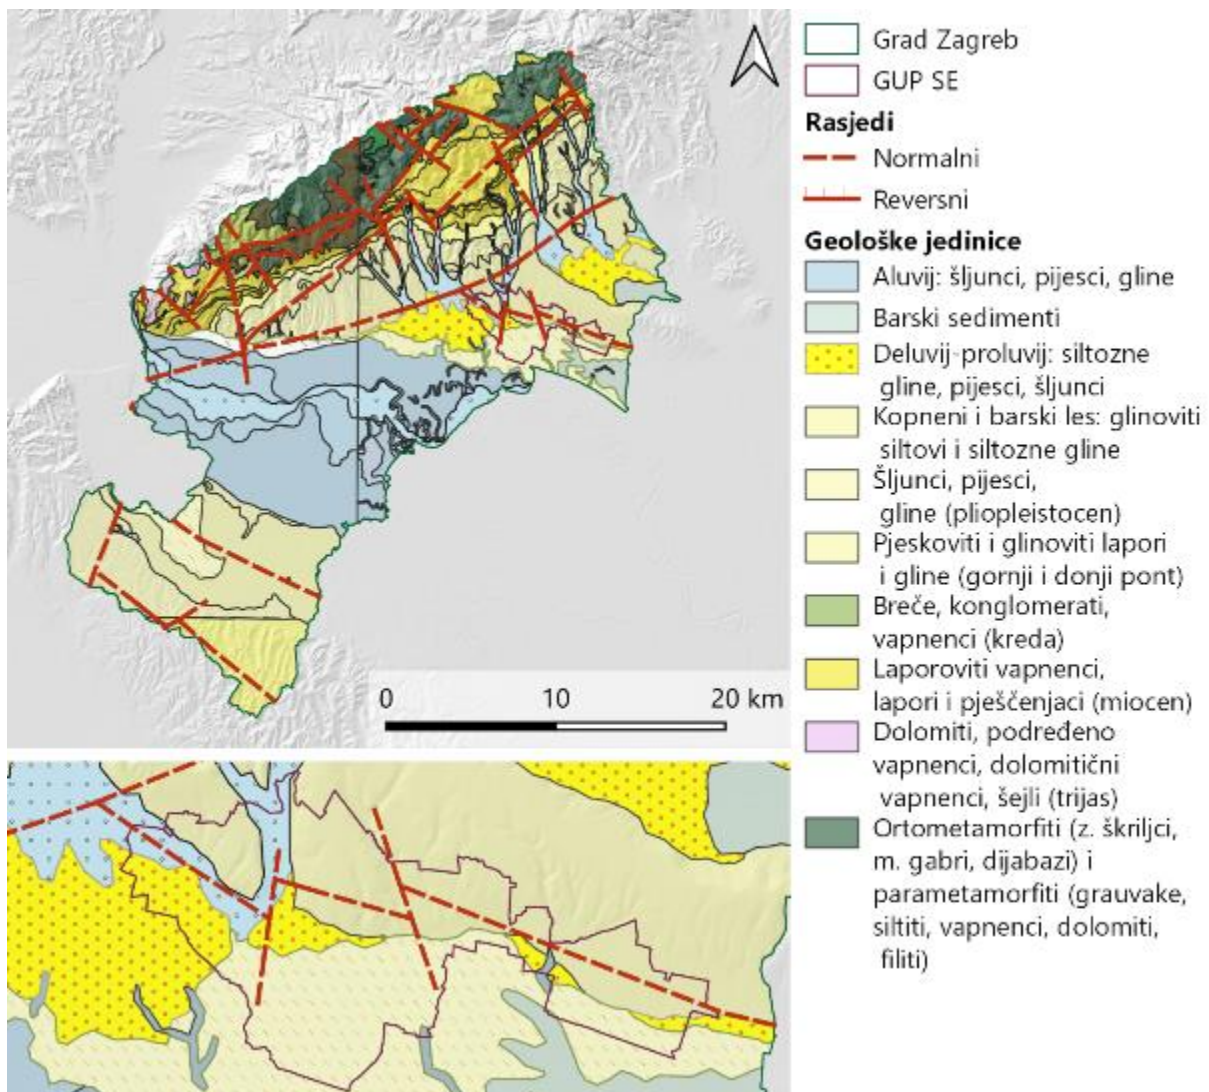 Grad Zagreb
GUP SE
Rasjedi
Normalni
Reversni
Geološke jedinice
Aluvij: šljunci, pijesci, gline
Barski sedimenti
Deluvij-proluvij: siltozne
gline, pijesci, šljunci
Kopneni i barski les: glinoviti
siltovi i siltozne gline
Šljunci, pijesci,
gline (pliopleistocen)
Pjeskoviti i glinoviti lapori
i gline (gornji i donji pont)
Breče, konglomerati,
vapnenci (kreda)
Laporoviti vapnenci,
lapori i pješčenjaci (miocen)
Dolomiti, podređeno
vapnenci, dolomitični
vapnenci, šejli (trijas)
Ortometamorfiti (z. škriljci,
m. gabri, dijabazi) i
parametamorfiti (grauvake,
siltiti, vapnenci, dolomiti,
filiti)
0 10 20 km